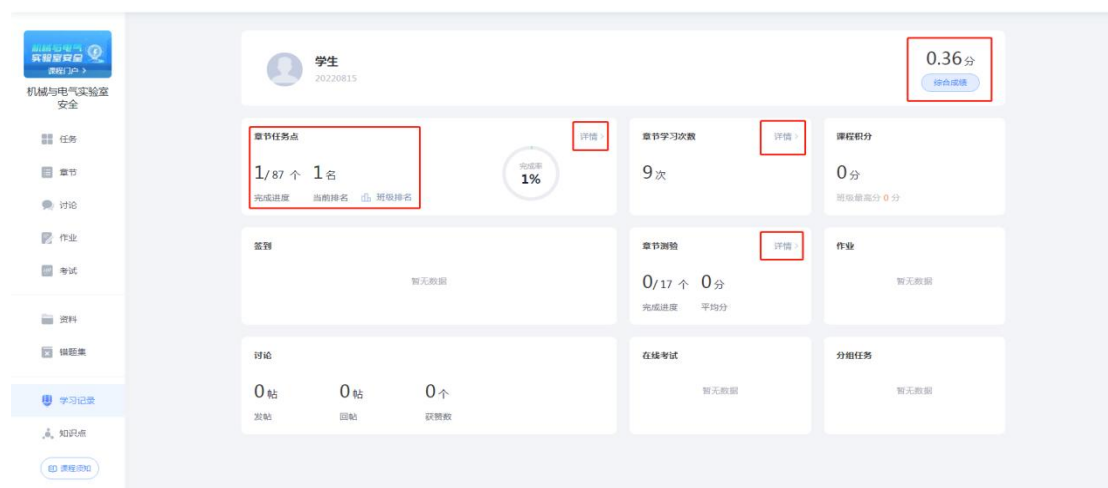 机械与电气
实验室安全
课程门户 >
机械与电气实验室
安全
任务
章节
讨论
作业
考试
资料
错题集
学习记录
知识点
课程须知
学生
20220815
0.36分
综合成绩
章节任务点
详情 >
1/ 87 个 1 名
完成进度 当前排名 班级排名
完成率
1%
章节学习次数
详情 >
9 次
课程积分
0 分
班级最高分 0 分
签到
暂无数据
章节测验
详情 >
0/ 17 个 0 分
完成进度 平均分
作业
暂无数据
讨论
0 帖 0 帖 0 个
发帖 回帖 获赞数
在线考试
暂无数据
分组任务
暂无数据